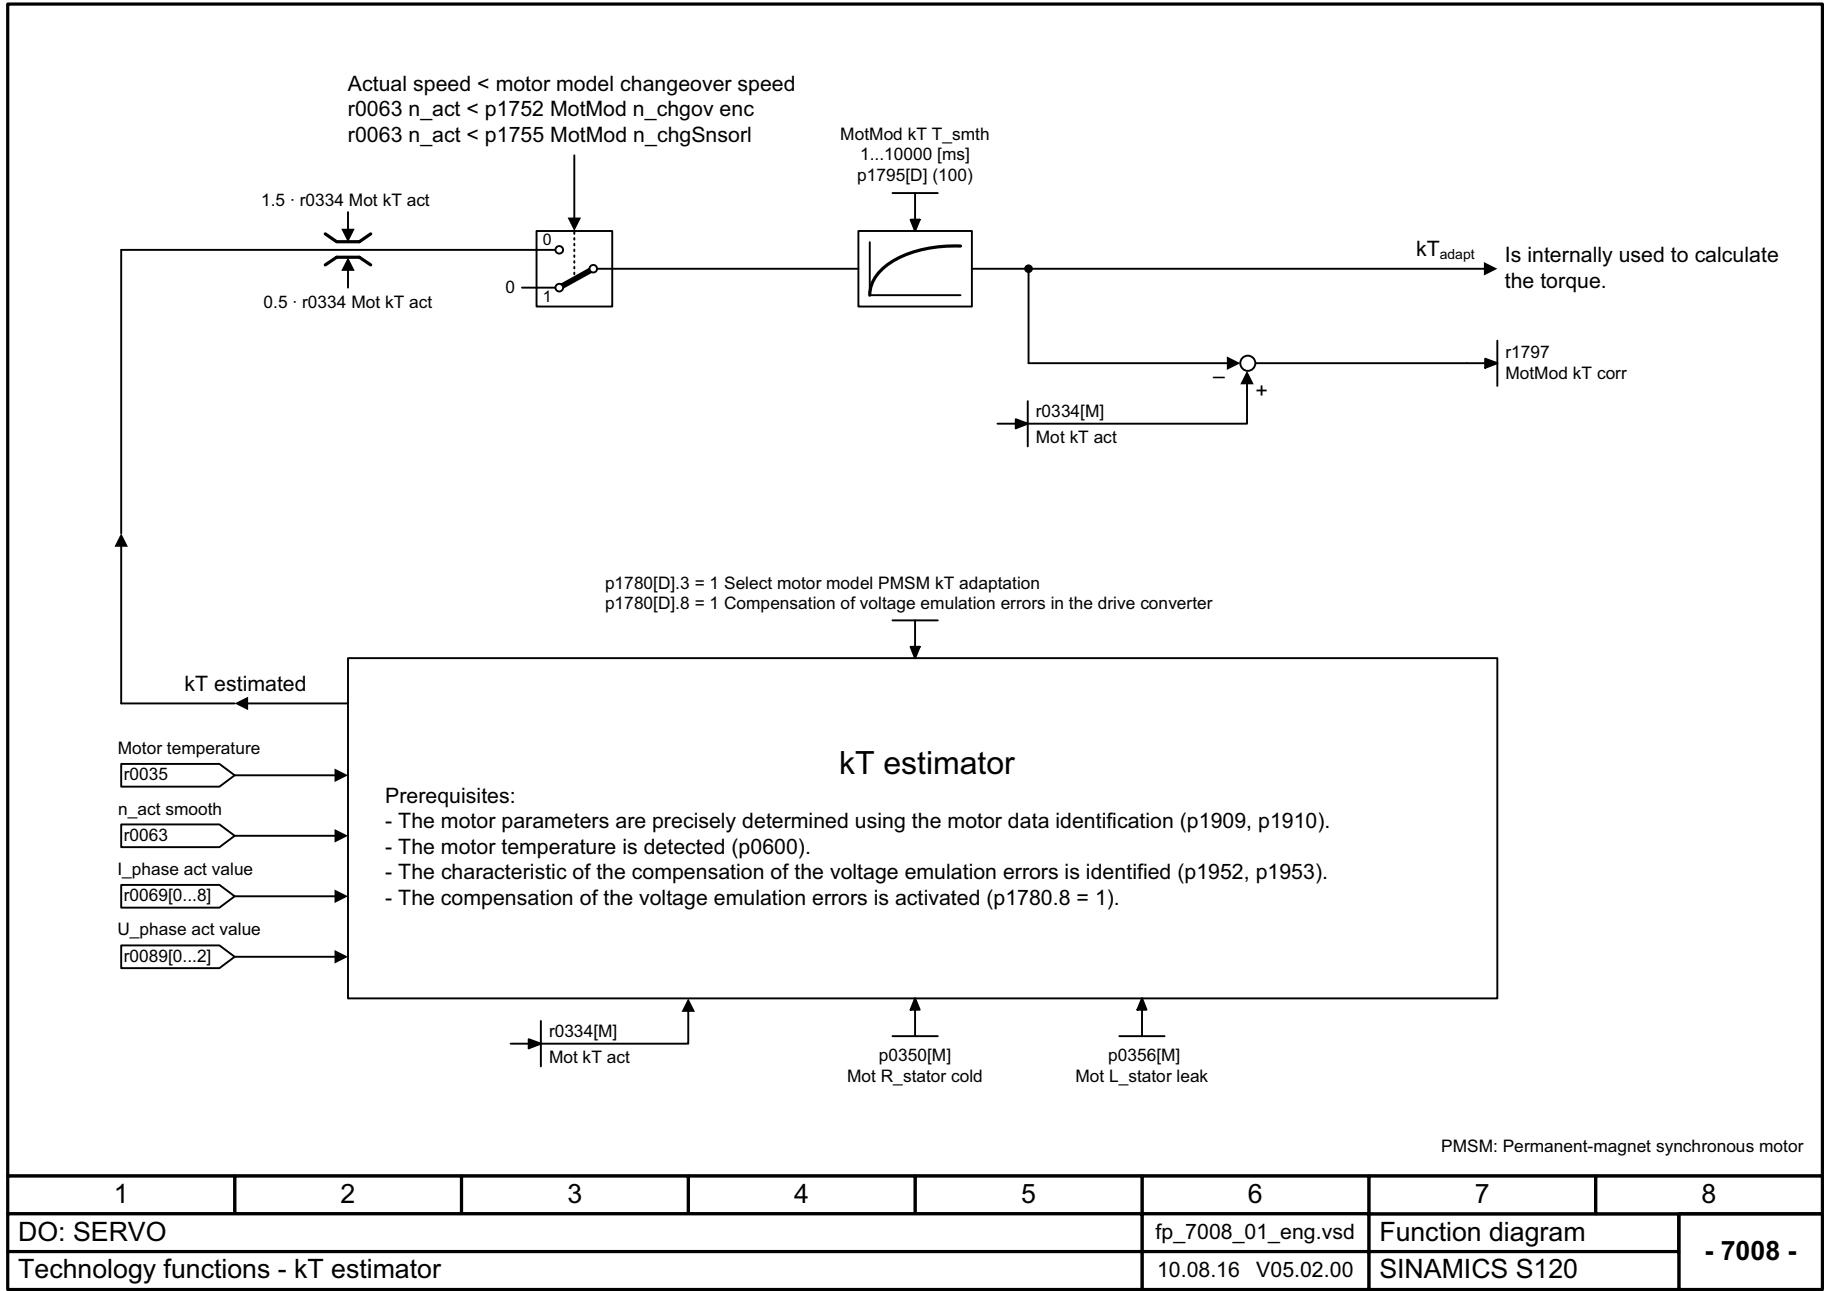 Actual speed < motor model changeover speed
r0063 n_act < p1752 MotMod n_chgov enc
r0063 n_act < p1755 MotMod n_chgSnsorl
MotMod kT T_smth
1...10000 [ms]
p1795[D] (100)
1.5 · r0334 Mot kT act
0.5 · r0334 Mot kT act
0
0
1
kTadapt
Is internally used to calculate
the torque.
–
+
r1797
MotMod kT corr
r0334[M]
Mot kT act
p1780[D].3 = 1 Select motor model PMSM kT adaptation
p1780[D].8 = 1 Compensation of voltage emulation errors in the drive converter
kT estimated
Motor temperature
r0035
n_act smooth
r0063
I_phase act value
r0069[0...8]
U_phase act value
r0089[0...2]
kT estimator
Prerequisites:
- The motor parameters are precisely determined using the motor data identification (p1909, p1910).
- The motor temperature is detected (p0600).
- The characteristic of the compensation of the voltage emulation errors is identified (p1952, p1953).
- The compensation of the voltage emulation errors is activated (p1780.8 = 1).
r0334[M]
Mot kT act
p0350[M]
Mot R_stator cold
p0356[M]
Mot L_stator leak
PMSM: Permanent-magnet synchronous motor
1 2 3 4 5 6 7 8
DO: SERVO
fp_7008_01_eng.vsd
Function diagram
- 7008 -
Technology functions - kT estimator
10.08.16 V05.02.00
SINAMICS S120